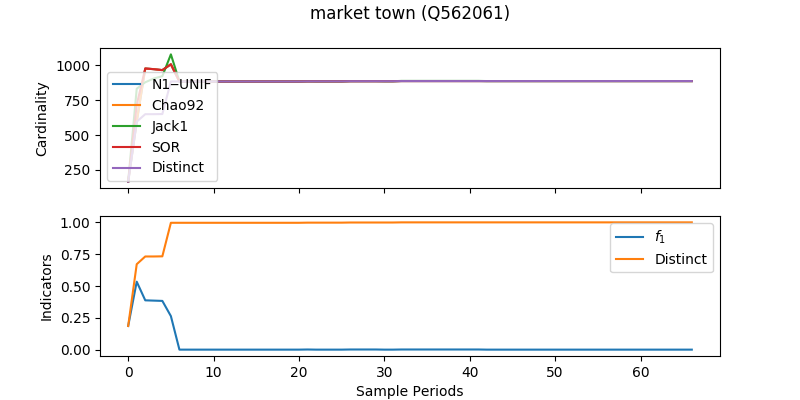 market town (Q562061)
1000
750
500
250
Cardinality
N1−UNIF
Chao92
Jack1
SOR
Distinct
1.00
0.75
0.50
0.25
0.00
Indicators
f1
Distinct
0 10 20 30 40 50 60
Sample Periods